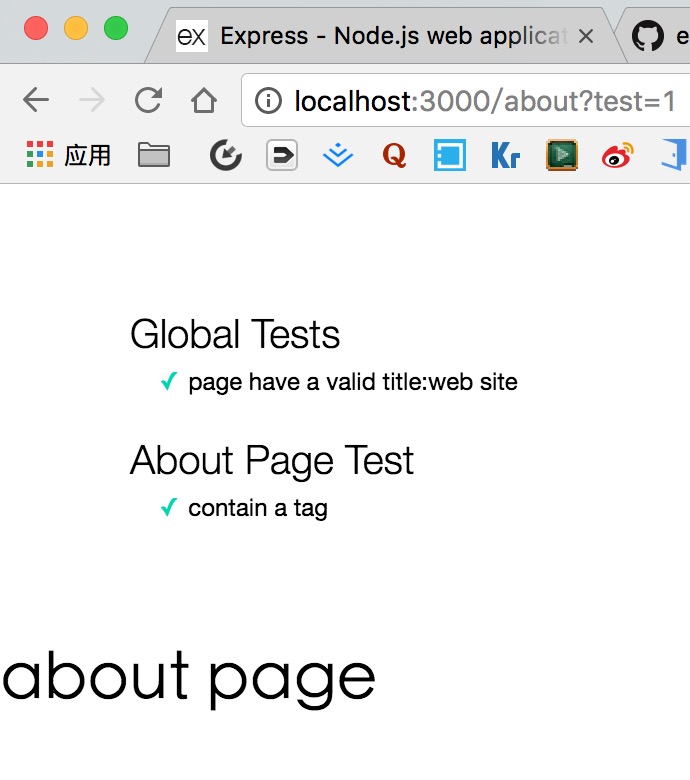 ex Express - Node.js web applicat
e
localhost:3000/about?test=1
应用 Q Kr
Global Tests
✓ page have a valid title:web site
About Page Test
✓ contain a tag
about page